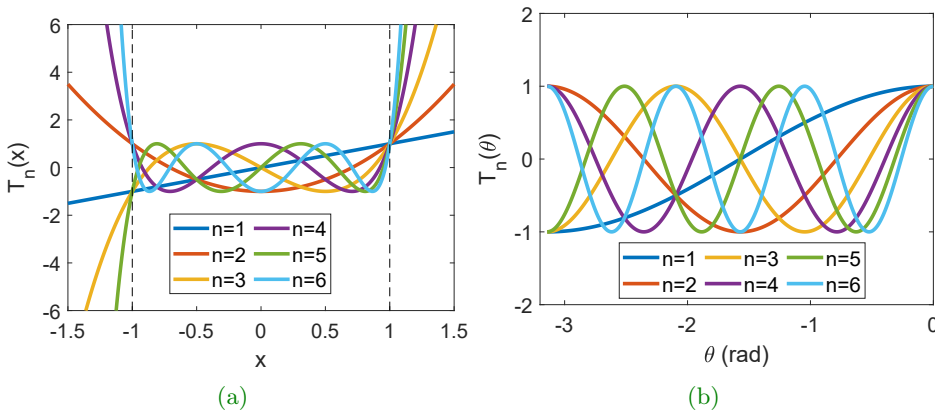 6
4
2
0
-2
-4
-6
T_n(x)
n=1 n=4
n=2 n=5
n=3 n=6
-1.5 -1 -0.5 0 0.5 1 1.5
x
(a)
2
1
0
-1
-2
T_n(θ)
n=1 n=3 n=5
n=2 n=4 n=6
-3 -2 -1 0
θ (rad)
(b)